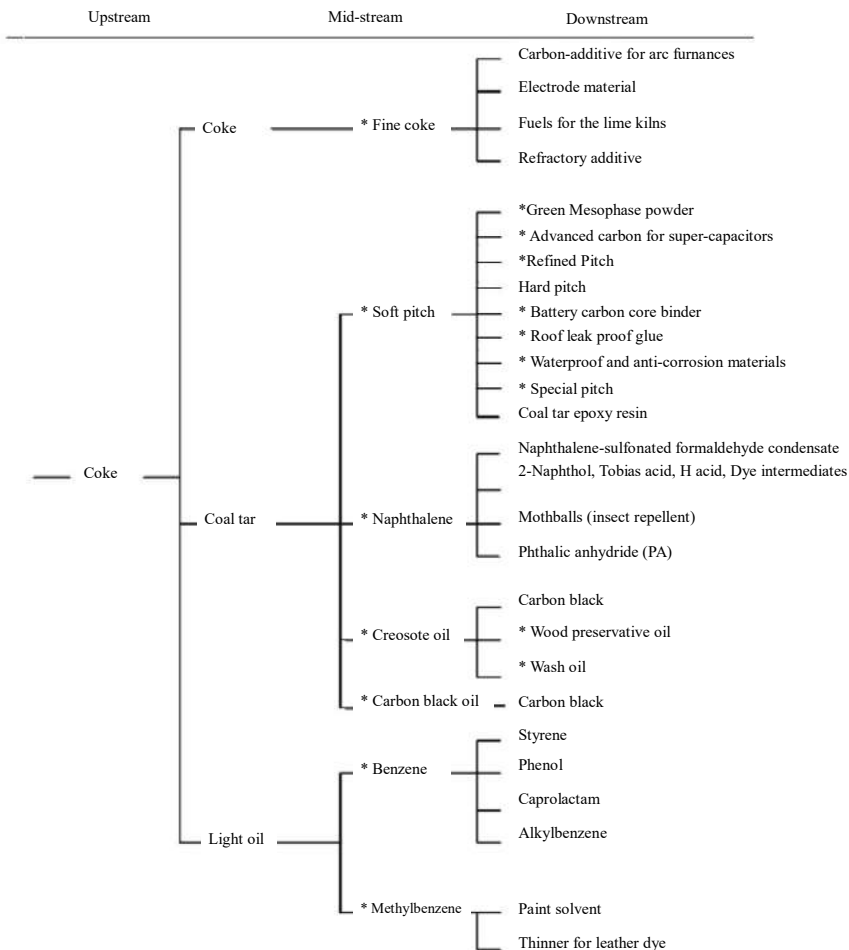 Upstream Mid-stream Downstream
Carbon-additive for arc furnances
Electrode material
Coke * Fine coke Fuels for the lime kilns
Refractory additive
*Green Mesophase powder
* Advanced carbon for super-capacitors
*Refined Pitch
Hard pitch
* Soft pitch * Battery carbon core binder
* Roof leak proof glue
* Waterproof and anti-corrosion materials
* Special pitch
Coal tar epoxy resin
Naphthalene-sulfonated formaldehyde condensate
Coke 2-Naphthol, Tobias acid, H acid, Dye intermediates
Coal tar * Naphthalene Mothballs (insect repellent)
Phthalic anhydride (PA)
Carbon black
* Creosote oil * Wood preservative oil
* Wash oil
* Carbon black oil Carbon black
Styrene
* Benzene Phenol
Caprolactam
Light oil Alkylbenzene
* Methylbenzene Paint solvent
Thinner for leather dye